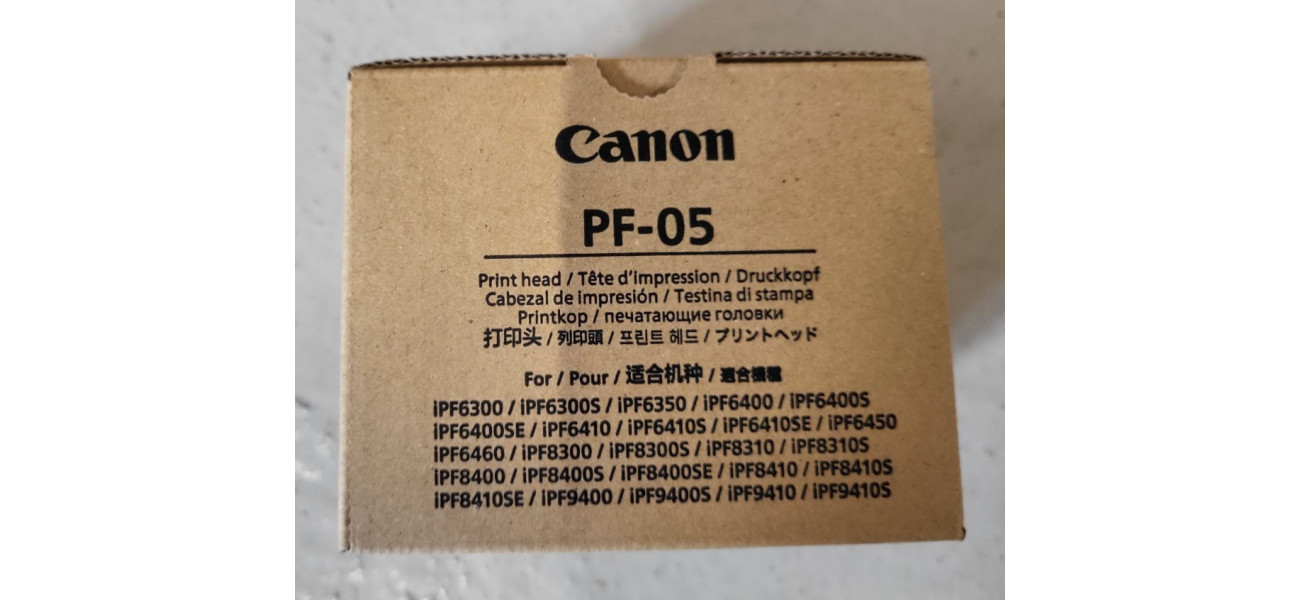 Canon
PF-05
Print head / Tête d'impression / Druckkopf
Cabezal de impresión / Testina di stampa
Printkop / печатающие головки
打印头 / 列印頭 / 프린트 헤드 / プリントヘッド
For / Pour / 适合机种 / 適合機種
iPF6300 / iPF6300S / iPF6350 / iPF6400 / iPF6400S
iPF6400SE / iPF6410 / iPF6410S / iPF6410SE / iPF6450
iPF6460 / iPF8300 / iPF8300S / iPF8310 / iPF8310S
iPF8400 / iPF8400S / iPF8400SE / iPF8410 / iPF8410S
iPF8410SE / iPF9400 / iPF9400S / iPF9410 / iPF9410S